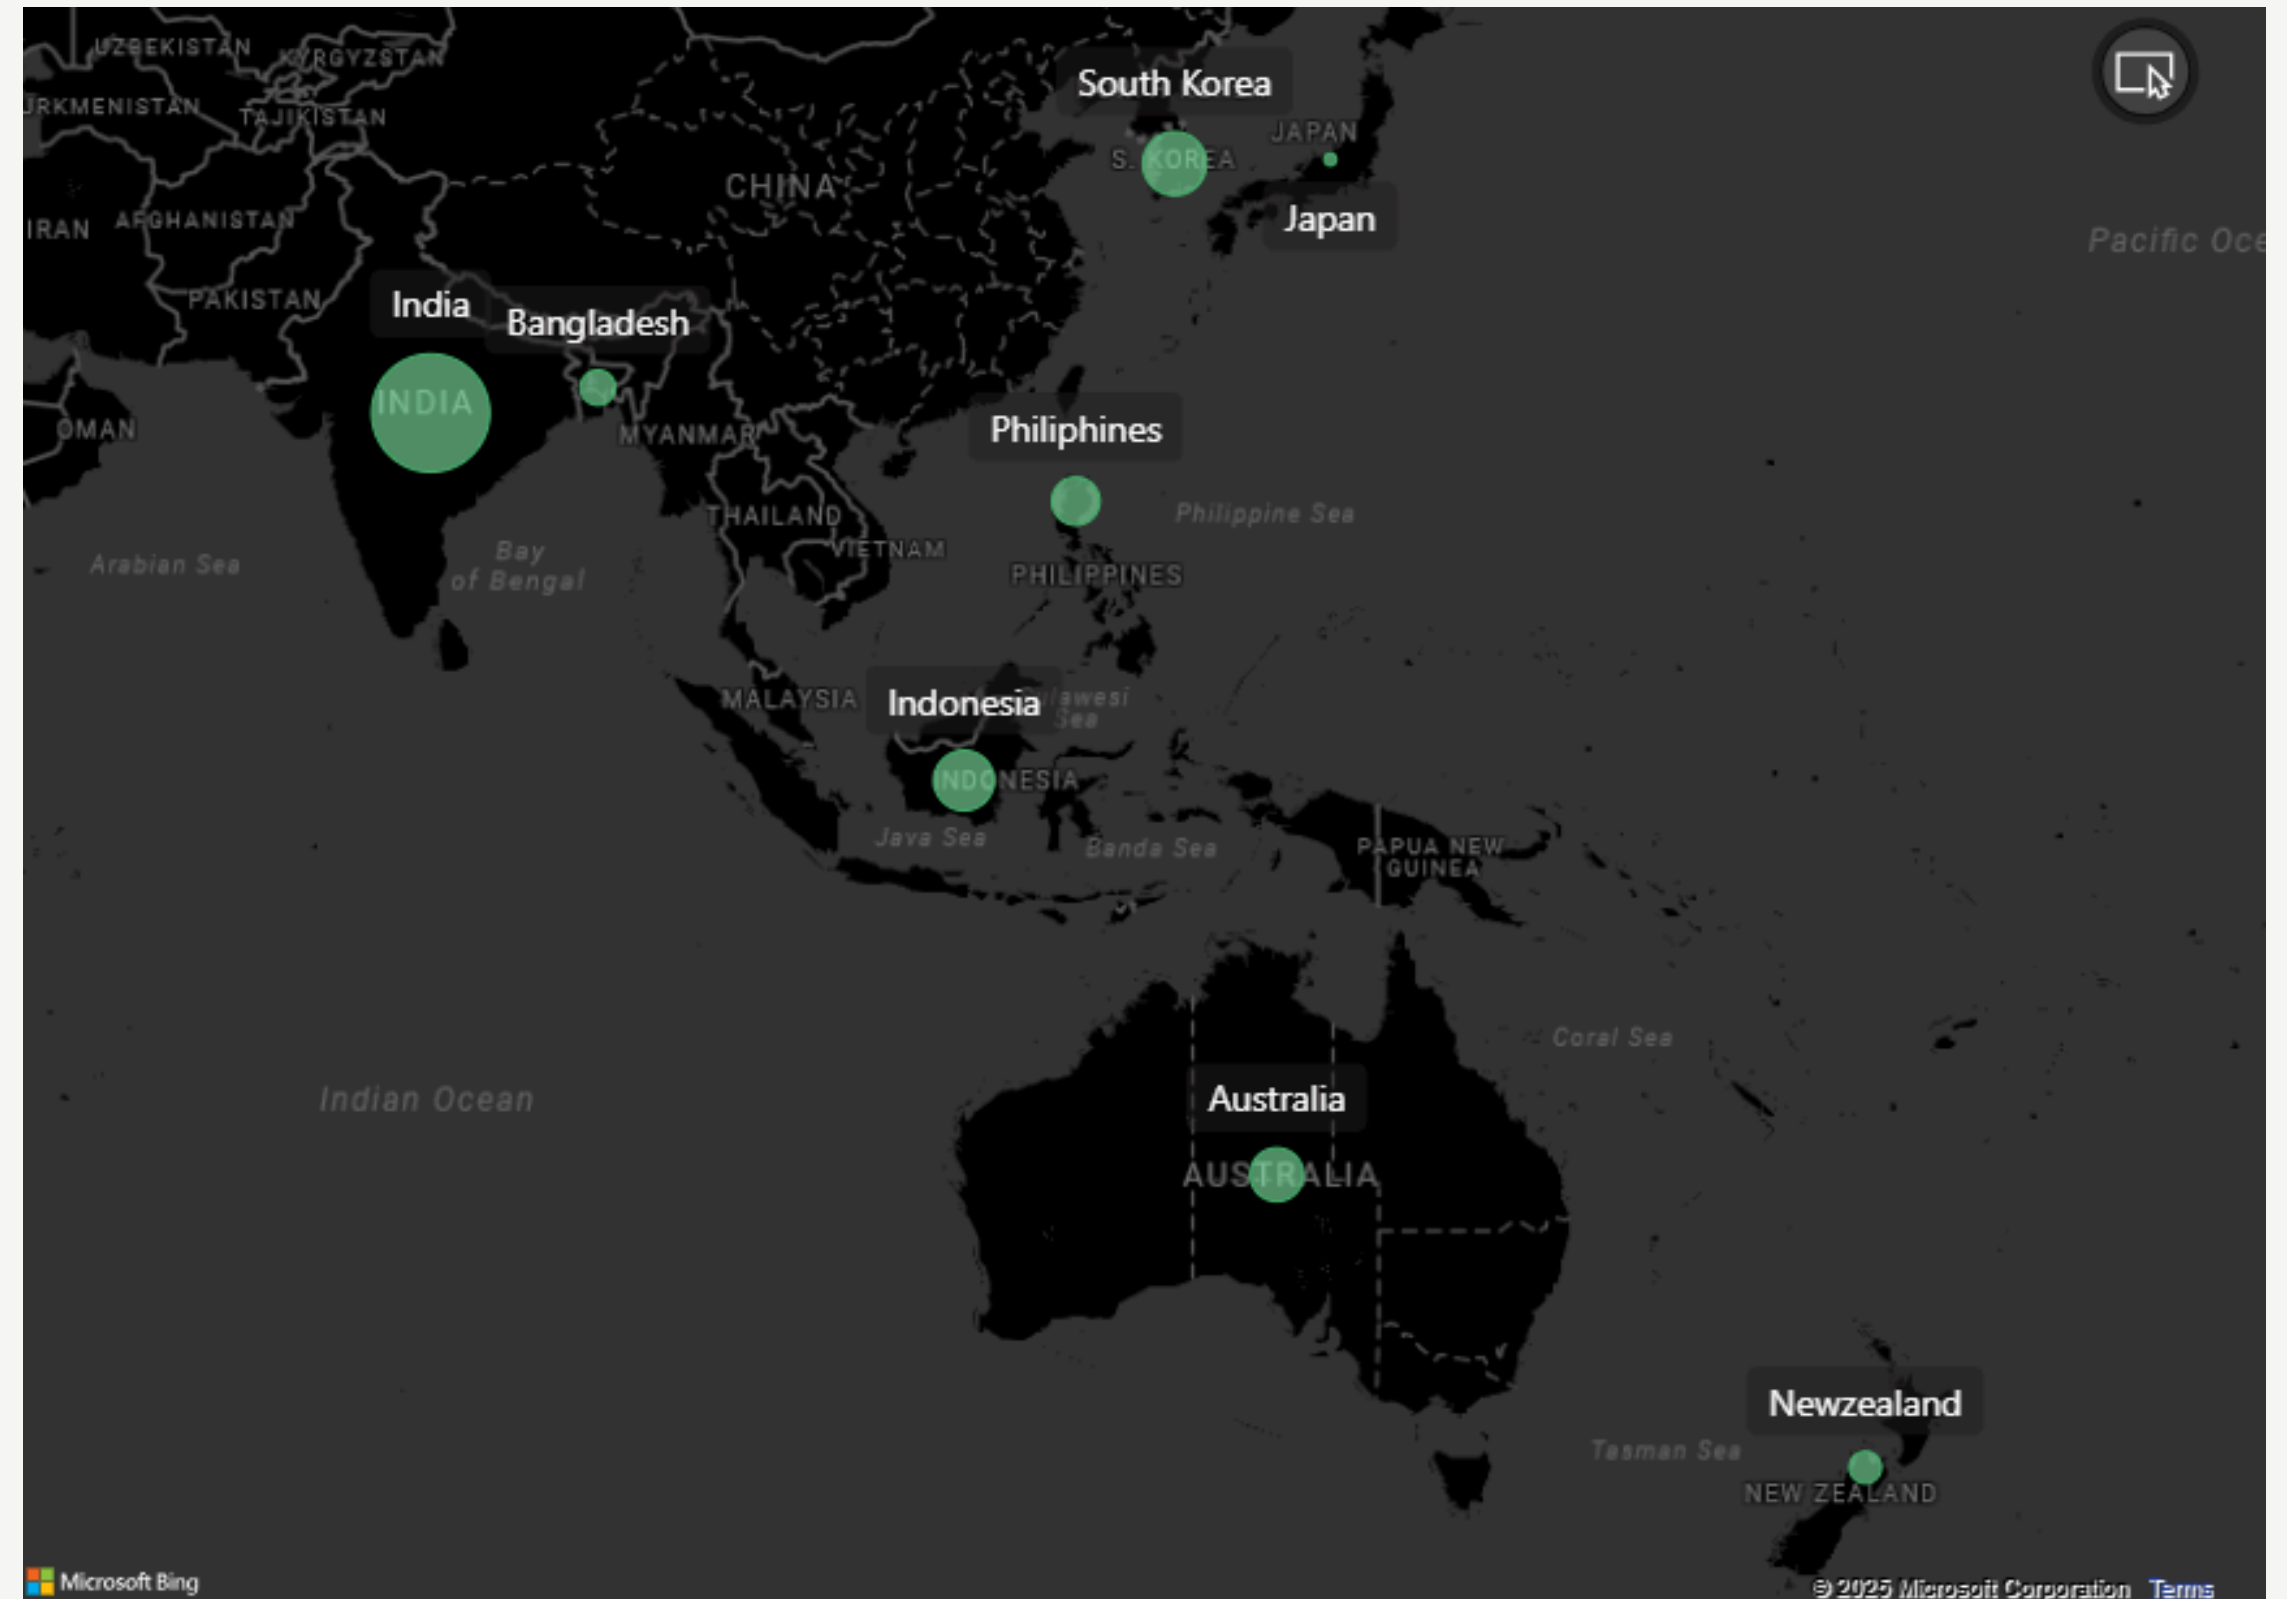 UZBEKISTAN
KYRGYZSTAN
South Korea
URKMENISTAN
TAJIKISTAN
JAPAN
S. KOREA
CHINA
IRAN
AFGHANISTAN
Japan
Pacific Oce
PAKISTAN
India
Bangladesh
INDIA
OMAN
MYANMAR
Philiphines
THAILAND
Philippine Sea
Arabian Sea
Bay
of Bengal
VIETNAM
PHILIPPINES
MALAYSIA
Indonesia
ulawesi
Sea
INDONESIA
Java Sea
Banda Sea
PAPUA NEW
GUINEA
Coral Sea
Indian Ocean
Australia
AUSTRALIA
Newzealand
Tasman Sea
NEW ZEALAND
Microsoft Bing
© 2025 Microsoft Corporation Terms